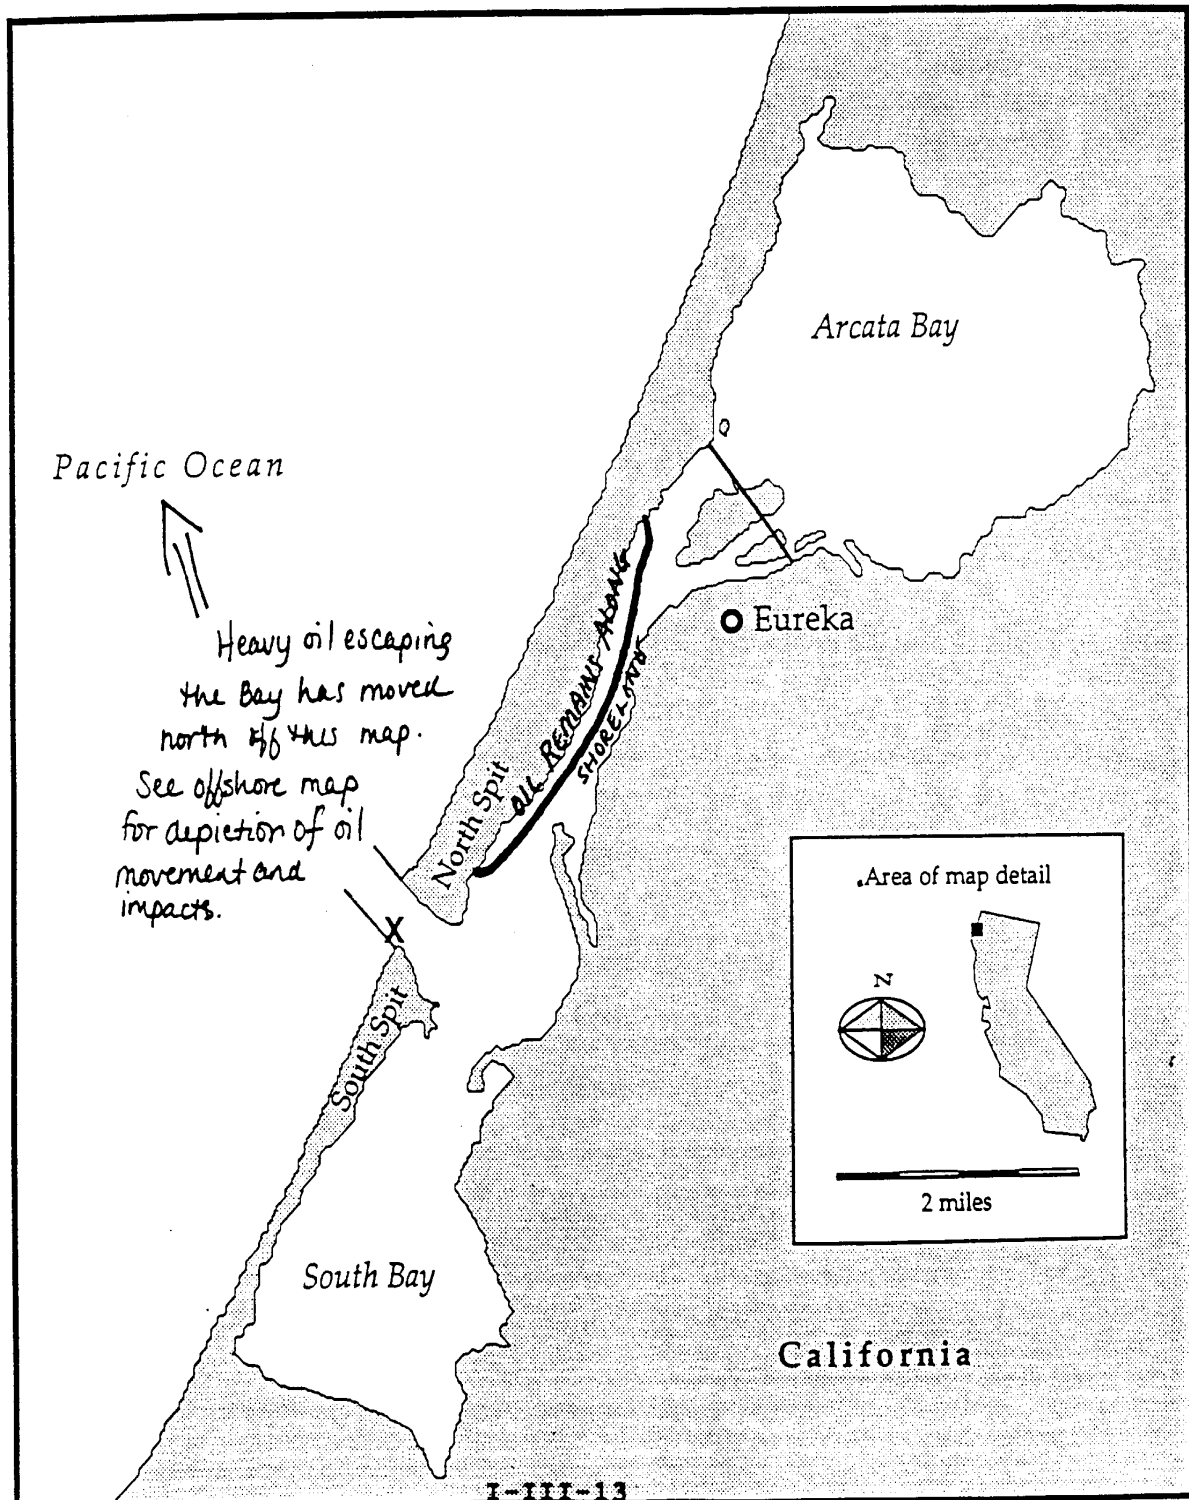 Arcata Bay
Pacific Ocean
Eureka
Heavy oil escaping
the Bay has moved
north off this map.
See offshore map
for depiction of oil
movement and
impacts.
OIL REMAINS ALONG
SHORELINE
North Spit
X
South Spit
South Bay
Area of map detail
N
2 miles
California
I-III-13